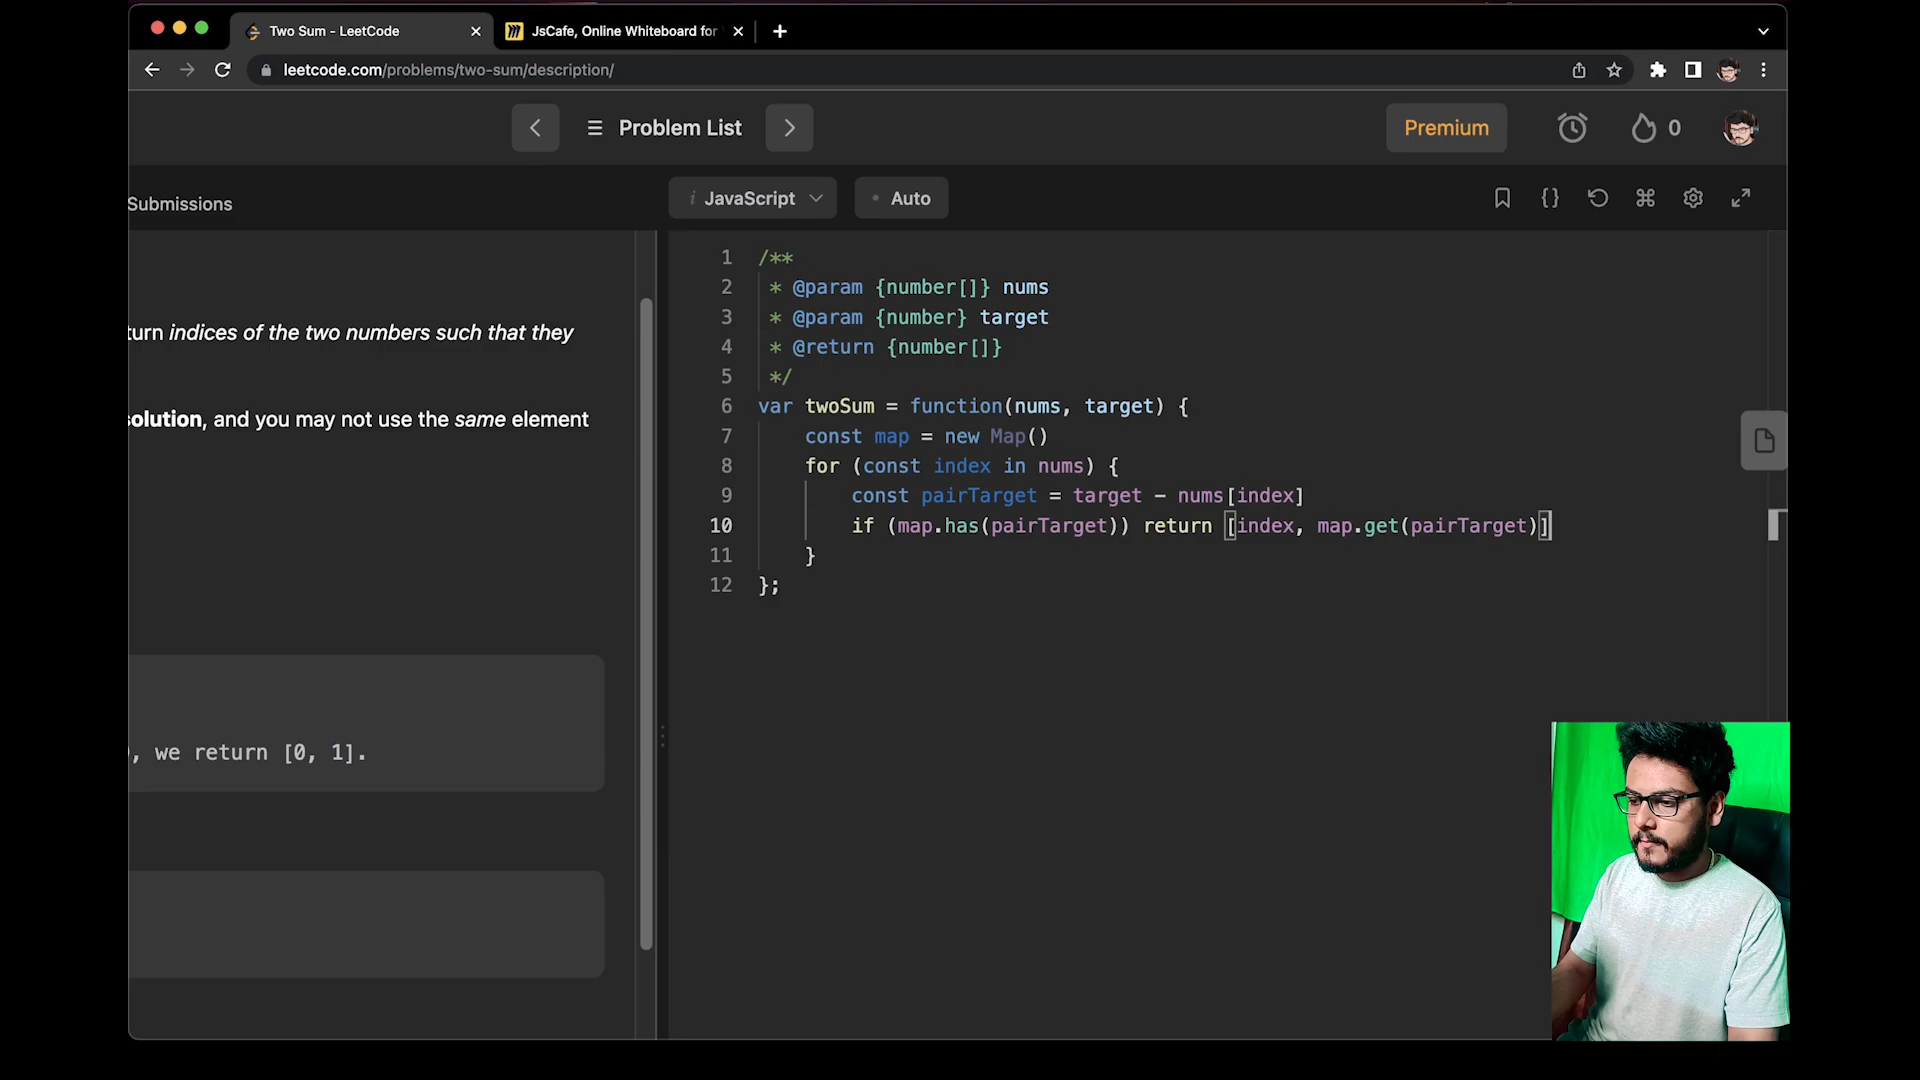 Two Sum - LeetCode
JsCafe, Online Whiteboard for
leetcode.com/problems/two-sum/description/
Problem List
Premium
0
Submissions
i JavaScript
Auto
turn indices of the two numbers such that they
solution, and you may not use the same element
, we return [0, 1].
1 /**
2 * @param {number[]} nums
3 * @param {number} target
4 * @return {number[]}
5 */
6 var twoSum = function(nums, target) {
7 const map = new Map()
8 for (const index in nums) {
9 const pairTarget = target - nums[index]
10 if (map.has(pairTarget)) return [index, map.get(pairTarget)]
11 }
12 };